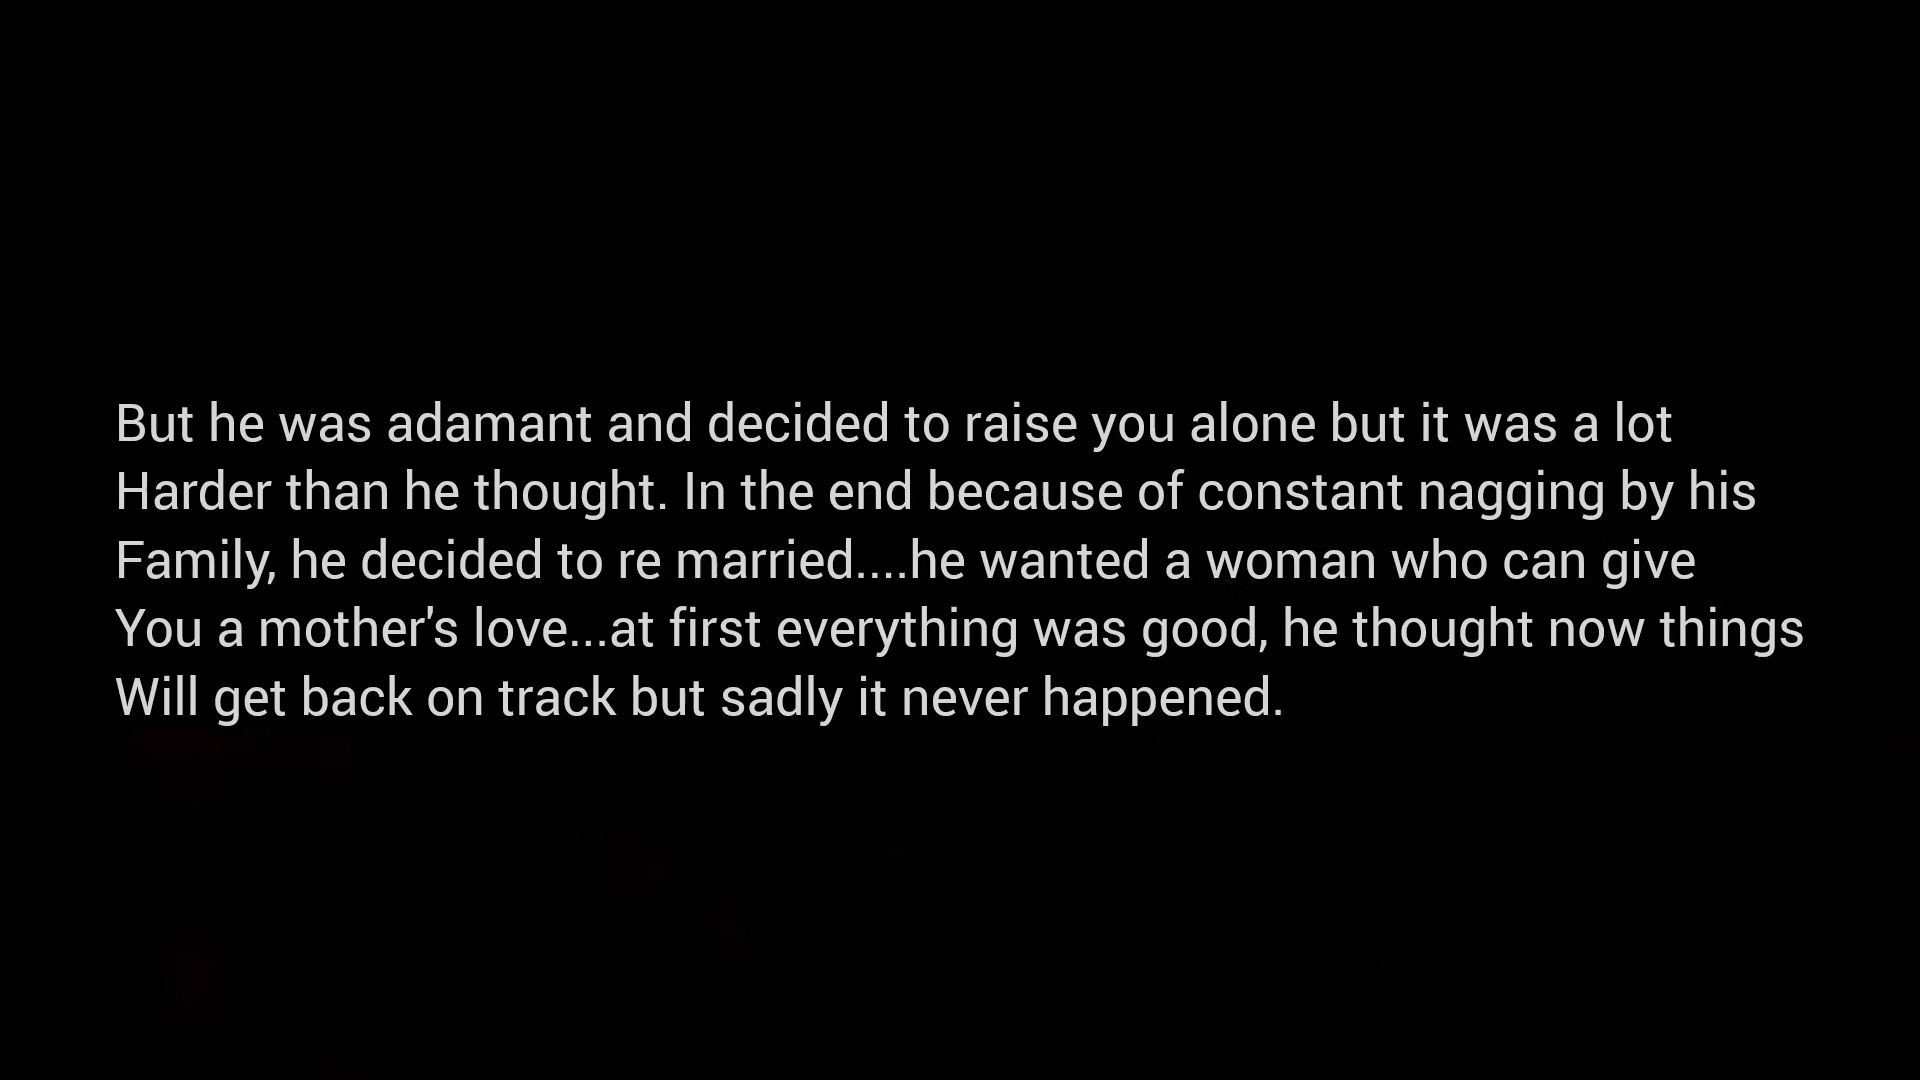 But he was adamant and decided to raise you alone but it was a lot
Harder than he thought. In the end because of constant nagging by his
Family, he decided to re married....he wanted a woman who can give
You a mother's love...at first everything was good, he thought now things
Will get back on track but sadly it never happened.